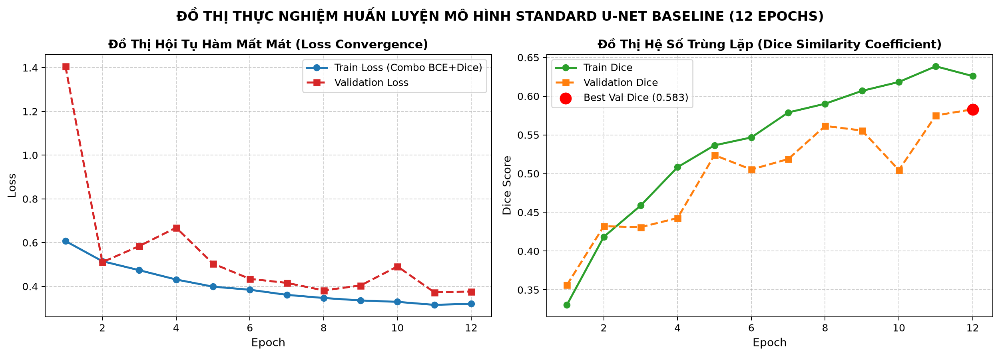 ĐỒ THỊ THỰC NGHIỆM HUẤN LUYỆN MÔ HÌNH STANDARD U-NET BASELINE (12 EPOCHS)
Đồ Thị Hội Tụ Hàm Mất Mát (Loss Convergence)
Train Loss (Combo BCE+Dice)
Validation Loss
1.4
1.2
1.0
0.8
0.6
0.4
Loss
2 4 6 8 10 12
Epoch
Đồ Thị Hệ Số Trùng Lặp (Dice Similarity Coefficient)
Train Dice
Validation Dice
Best Val Dice (0.583)
0.65
0.60
0.55
0.50
0.45
0.40
0.35
Dice Score
2 4 6 8 10 12
Epoch